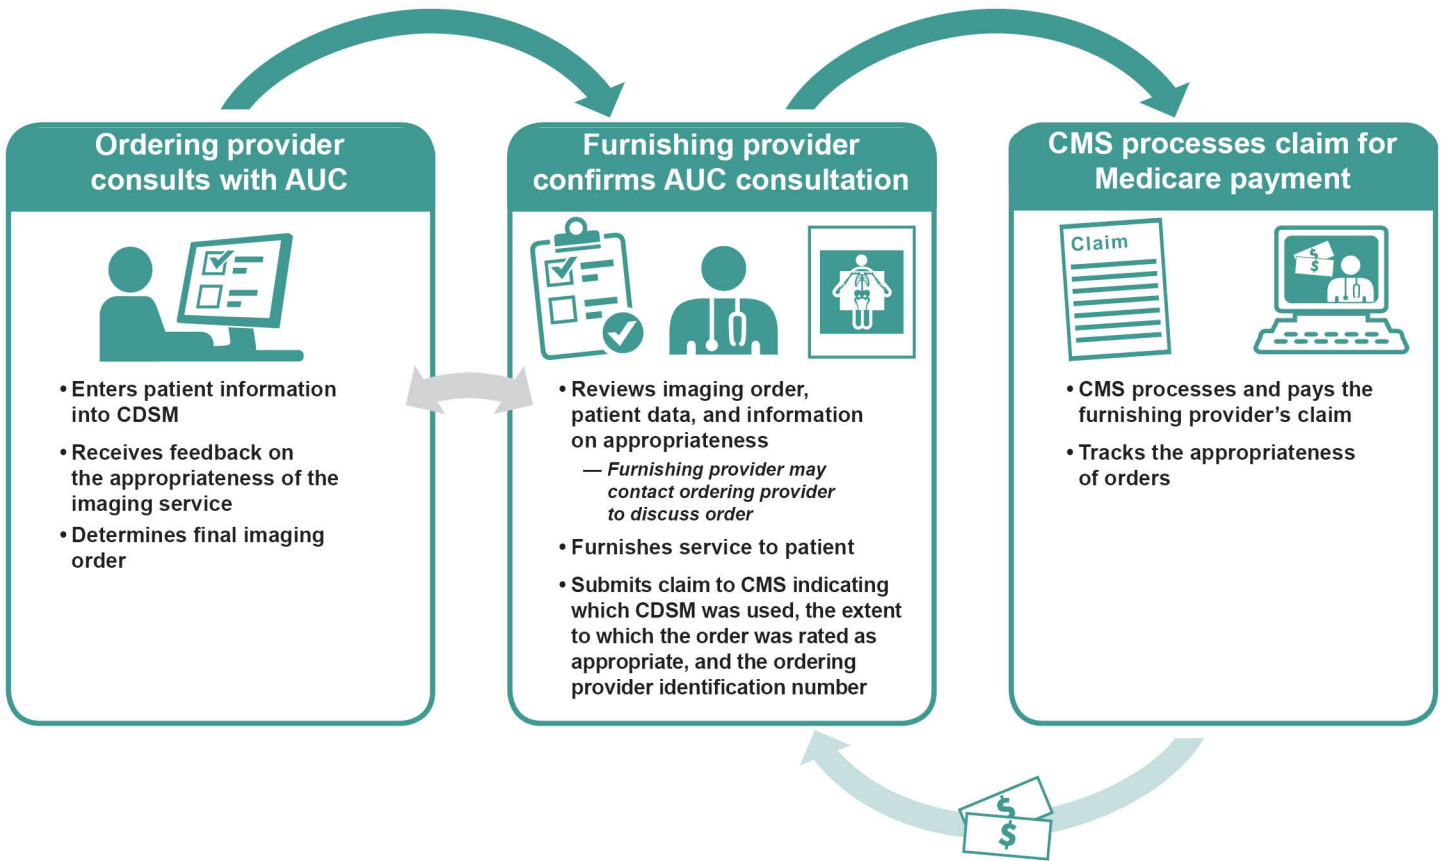 Ordering provider
consults with AUC
• Enters patient information
into CDSM
• Receives feedback on
the appropriateness of the
imaging service
• Determines final imaging
order
Furnishing provider
confirms AUC consultation
• Reviews imaging order,
patient data, and information
on appropriateness
— Furnishing provider may
contact ordering provider
to discuss order
• Furnishes service to patient
• Submits claim to CMS indicating
which CDSM was used, the extent
to which the order was rated as
appropriate, and the ordering
provider identification number
CMS processes claim for
Medicare payment
Claim
$
$
• CMS processes and pays the
furnishing provider’s claim
• Tracks the appropriateness
of orders
$
$